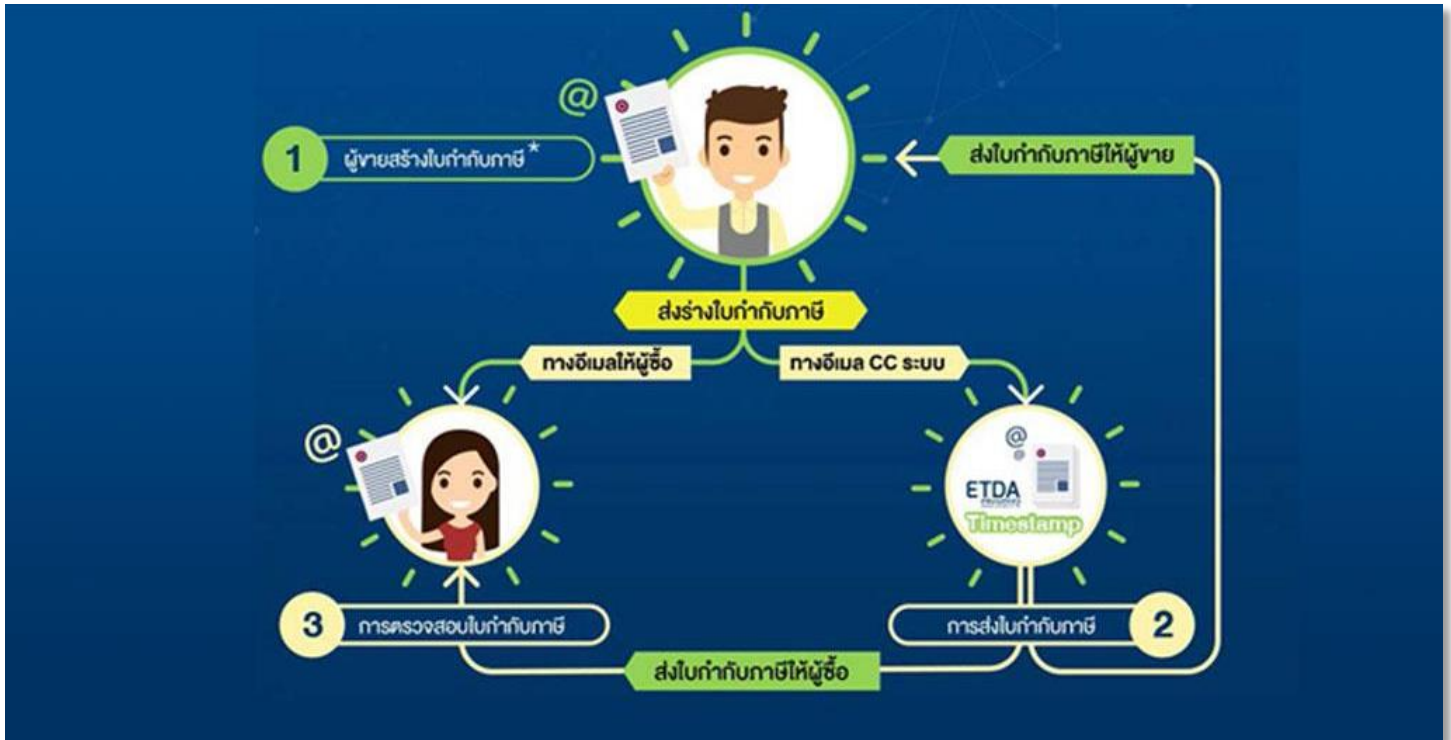 @
1 ผู้ขายสร้างใบกำกับภาษี*
ส่งใบกำกับภาษีให้ผู้ขาย
ส่งร่างใบกำกับภาษี
ทางอีเมลให้ผู้ซื้อ
ทางอีเมล CC ระบบ
@
@
@
ETDA
Timestamp
3 การตรวจสอบใบกำกับภาษี
การส่งใบกำกับภาษี 2
ส่งใบกำกับภาษีให้ผู้ซื้อ